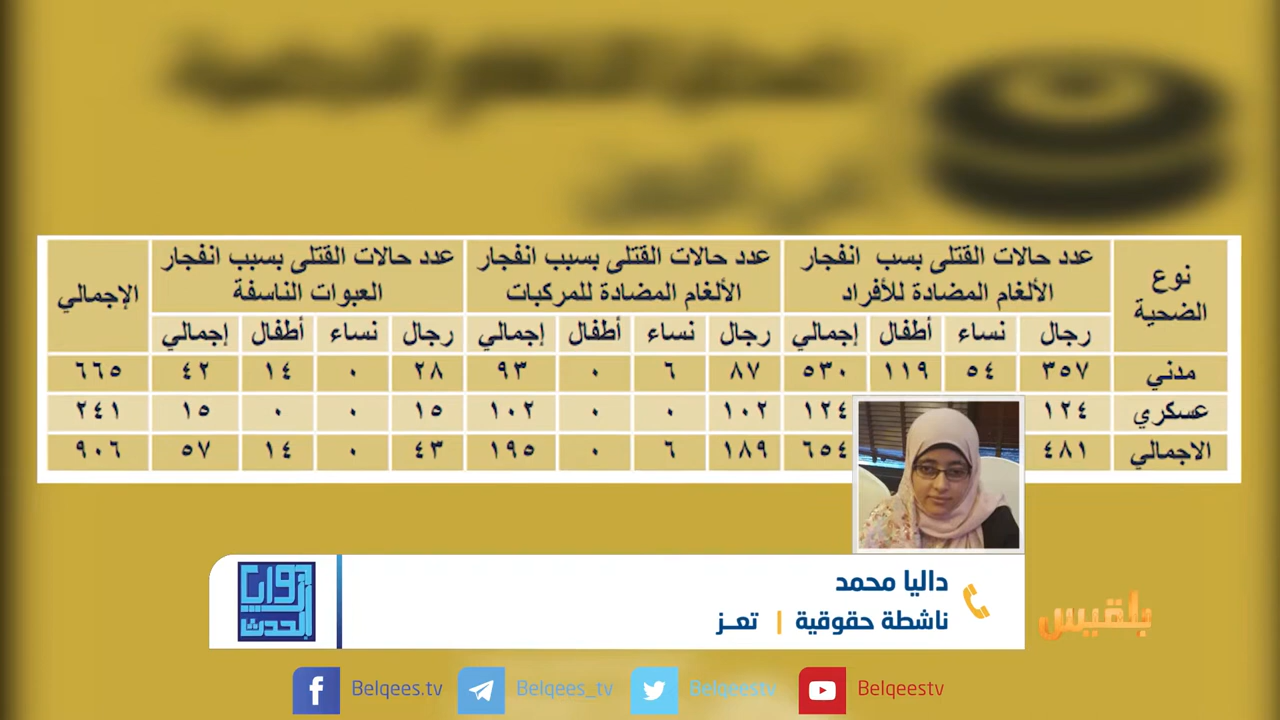 نوع الضحية | عدد حالات القتلى بسب انفجار الألغام المضادة للأفراد | عدد حالات القتلى بسبب انفجار الألغام المضادة للمركبات | عدد حالات القتلى بسبب انفجار العبوات الناسفة | الإجمالي
رجال | نساء | أطفال | إجمالي | رجال | نساء | أطفال | إجمالي | رجال | نساء | أطفال | إجمالي
مدني | ٣٥٧ | ٥٤ | ١١٩ | ٥٣٠ | ٨٧ | ٦ | ٠ | ٩٣ | ٢٨ | ٠ | ١٤ | ٤٢ | ٦٦٥
عسكري | ١٢٤ | ١٢٤ | ١٠٢ | ٠ | ٠ | ١٠٢ | ١٥ | ٠ | ٠ | ١٥ | ٢٤١
الاجمالي | ٤٨١ | ٦٥٤ | ١٨٩ | ٦ | ٠ | ١٩٥ | ٤٣ | ٠ | ١٤ | ٥٧ | ٩٠٦
داليا محمد
ناشطة حقوقية | تعـز
بلقيس
Belqees.tv
Belqees_tv
Belqeestv
Belqeestv